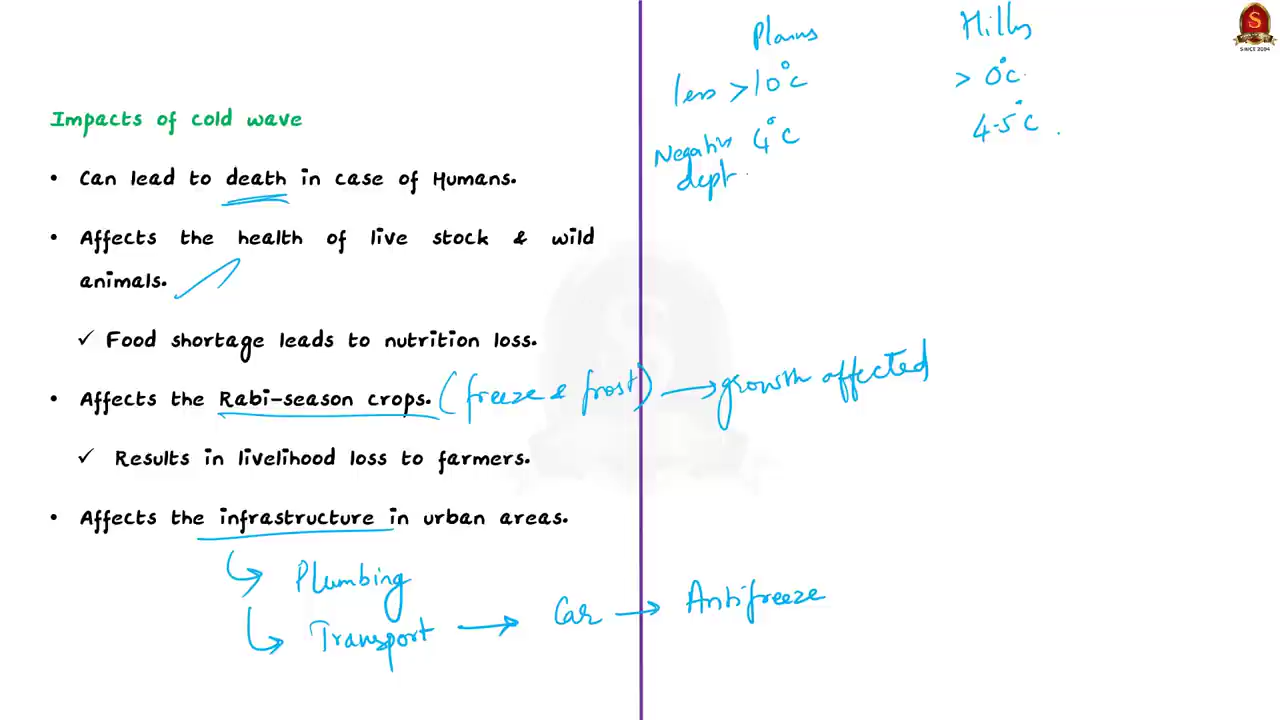 Plains Hills
less > 10°C > 0°C
Negative dept 4°C 4.5°C
S
SINCE 2004
Impacts of cold wave
• Can lead to death in case of Humans.
• Affects the health of live stock & wild
animals.
✓ Food shortage leads to nutrition loss.
• Affects the Rabi-season crops. (freeze & frost) → growth affected
✓ Results in livelihood loss to farmers.
• Affects the infrastructure in urban areas.
↳ Plumbing
↳ Transport → Car → Antifreeze